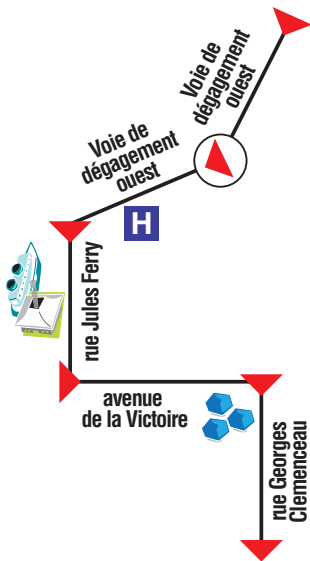 Voie de
dégagement
ouest
Voie de
dégagement
ouest
H
rue Jules Ferry
avenue
de la Victoire
rue Georges
Clemenceau